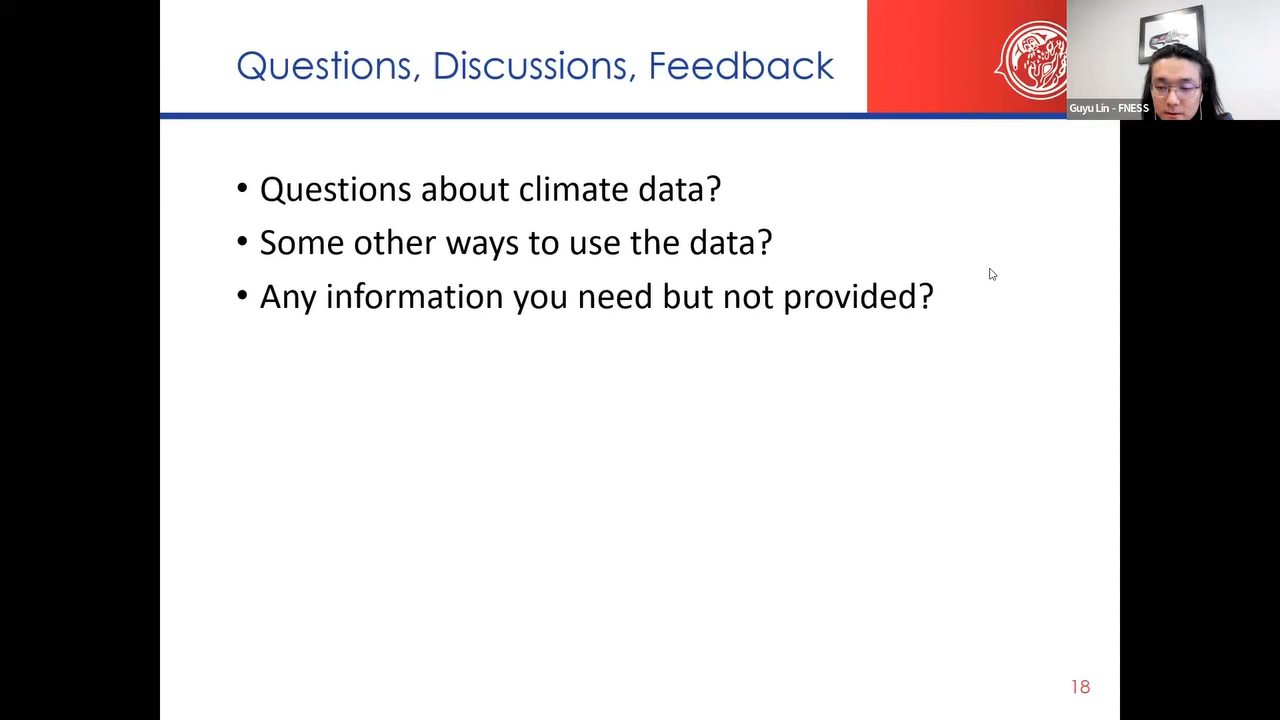 Questions, Discussions, Feedback
Guyu Lin - FNESS
• Questions about climate data?
• Some other ways to use the data?
• Any information you need but not provided?
18